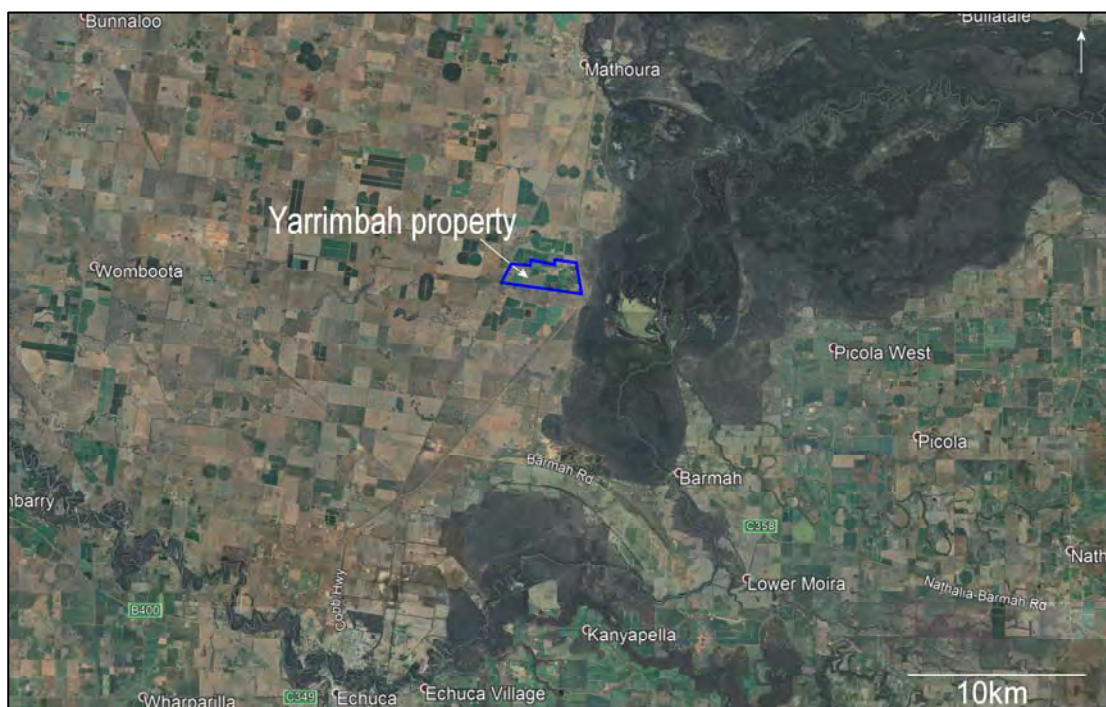 Bunnaloo
Bullatale
Mathoura
Yarrimbah property
Womboota
Picola West
Picola
Barmah Rd
Barmah
nbarry
C358
Nath
Lower Moira
Nathalia-Barmah Rd
B400
Cobb Hwy
Kanyapella
10km
Wharparilla
C349
Echuca
Echuca Village